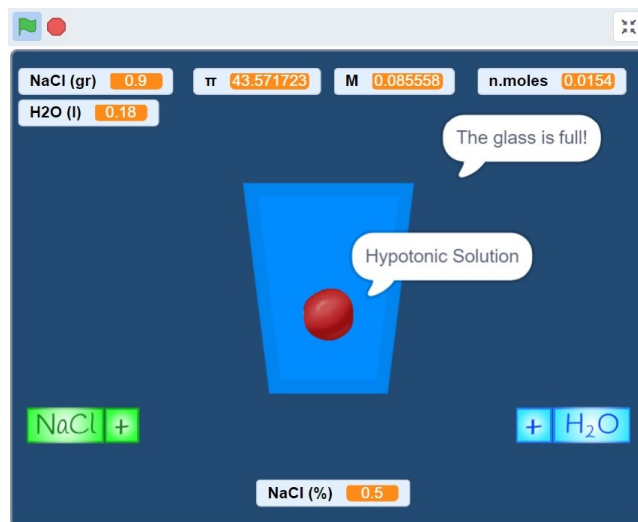 NaCl (gr) 0.9 π 43.571723 M 0.085558 n.moles 0.0154
H2O (l) 0.18
The glass is full!
Hypotonic Solution
NaCl + + H₂O
NaCl (%) 0.5